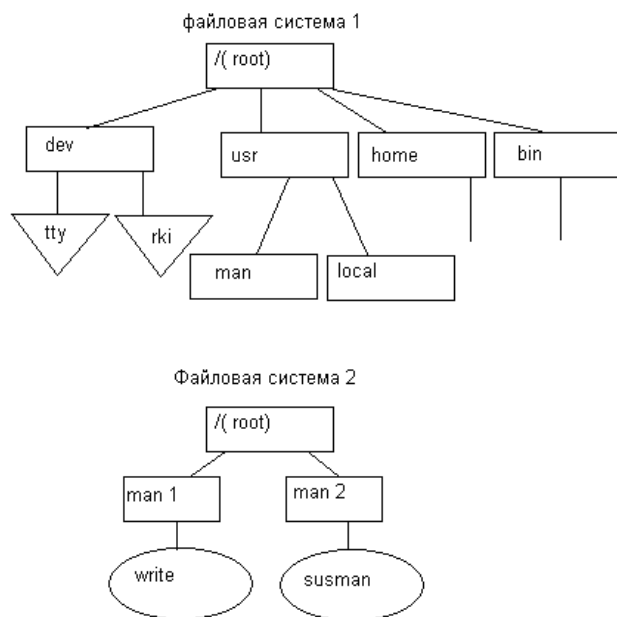 файловая система 1
/( root)
dev
usr
home
bin
tty
rki
man
local
Файловая система 2
/( root)
man 1
man 2
write
susman